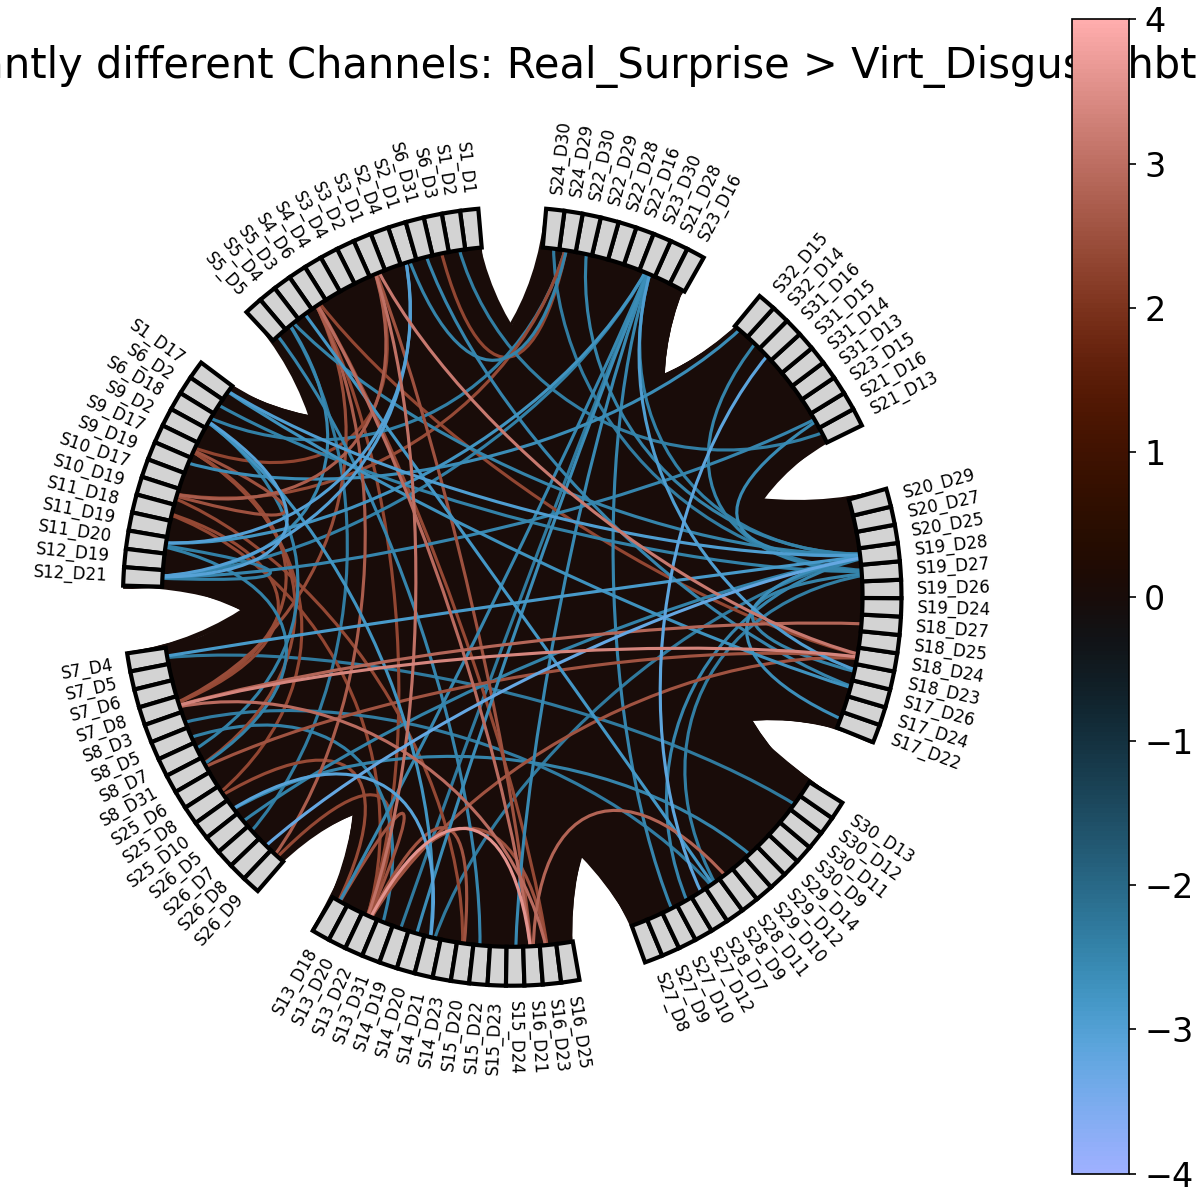 ntly different Channels: Real_Surprise > Virt_Disgus hbt
S1_D1
S1_D2
S6_D3
S6_D31
S2_D1
S2_D4
S3_D1
S3_D2
S3_D4
S4_D4
S4_D6
S5_D3
S5_D4
S5_D5
S1_D17
S6_D2
S6_D18
S9_D2
S9_D17
S9_D19
S10_D17
S10_D19
S11_D18
S11_D19
S11_D20
S12_D19
S12_D21
S7_D4
S7_D5
S7_D6
S7_D8
S8_D3
S8_D5
S8_D7
S8_D31
S25_D6
S25_D8
S25_D10
S26_D5
S26_D7
S26_D8
S26_D9
S13_D18
S13_D20
S13_D22
S13_D31
S14_D19
S14_D20
S14_D21
S14_D23
S15_D20
S15_D22
S15_D23
S15_D24
S16_D21
S16_D23
S16_D25
S27_D8
S27_D9
S27_D10
S27_D12
S28_D7
S28_D9
S28_D11
S29_D10
S29_D12
S29_D14
S30_D9
S30_D11
S30_D12
S30_D13
S17_D22
S17_D24
S17_D26
S18_D23
S18_D24
S18_D25
S18_D27
S19_D24
S19_D26
S19_D27
S19_D28
S20_D25
S20_D27
S20_D29
S21_D13
S21_D16
S23_D15
S31_D13
S31_D14
S31_D15
S31_D16
S32_D14
S32_D15
S23_D16
S21_D28
S23_D30
S22_D16
S22_D28
S22_D29
S22_D30
S24_D29
S24_D30
4
3
2
1
0
−1
−2
−3
−4